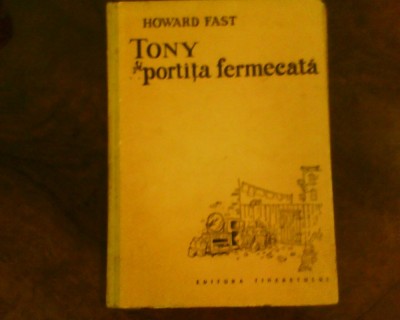 HOWARD FAST
TONY
și portița fermecată
EDITURA TINERETULUI